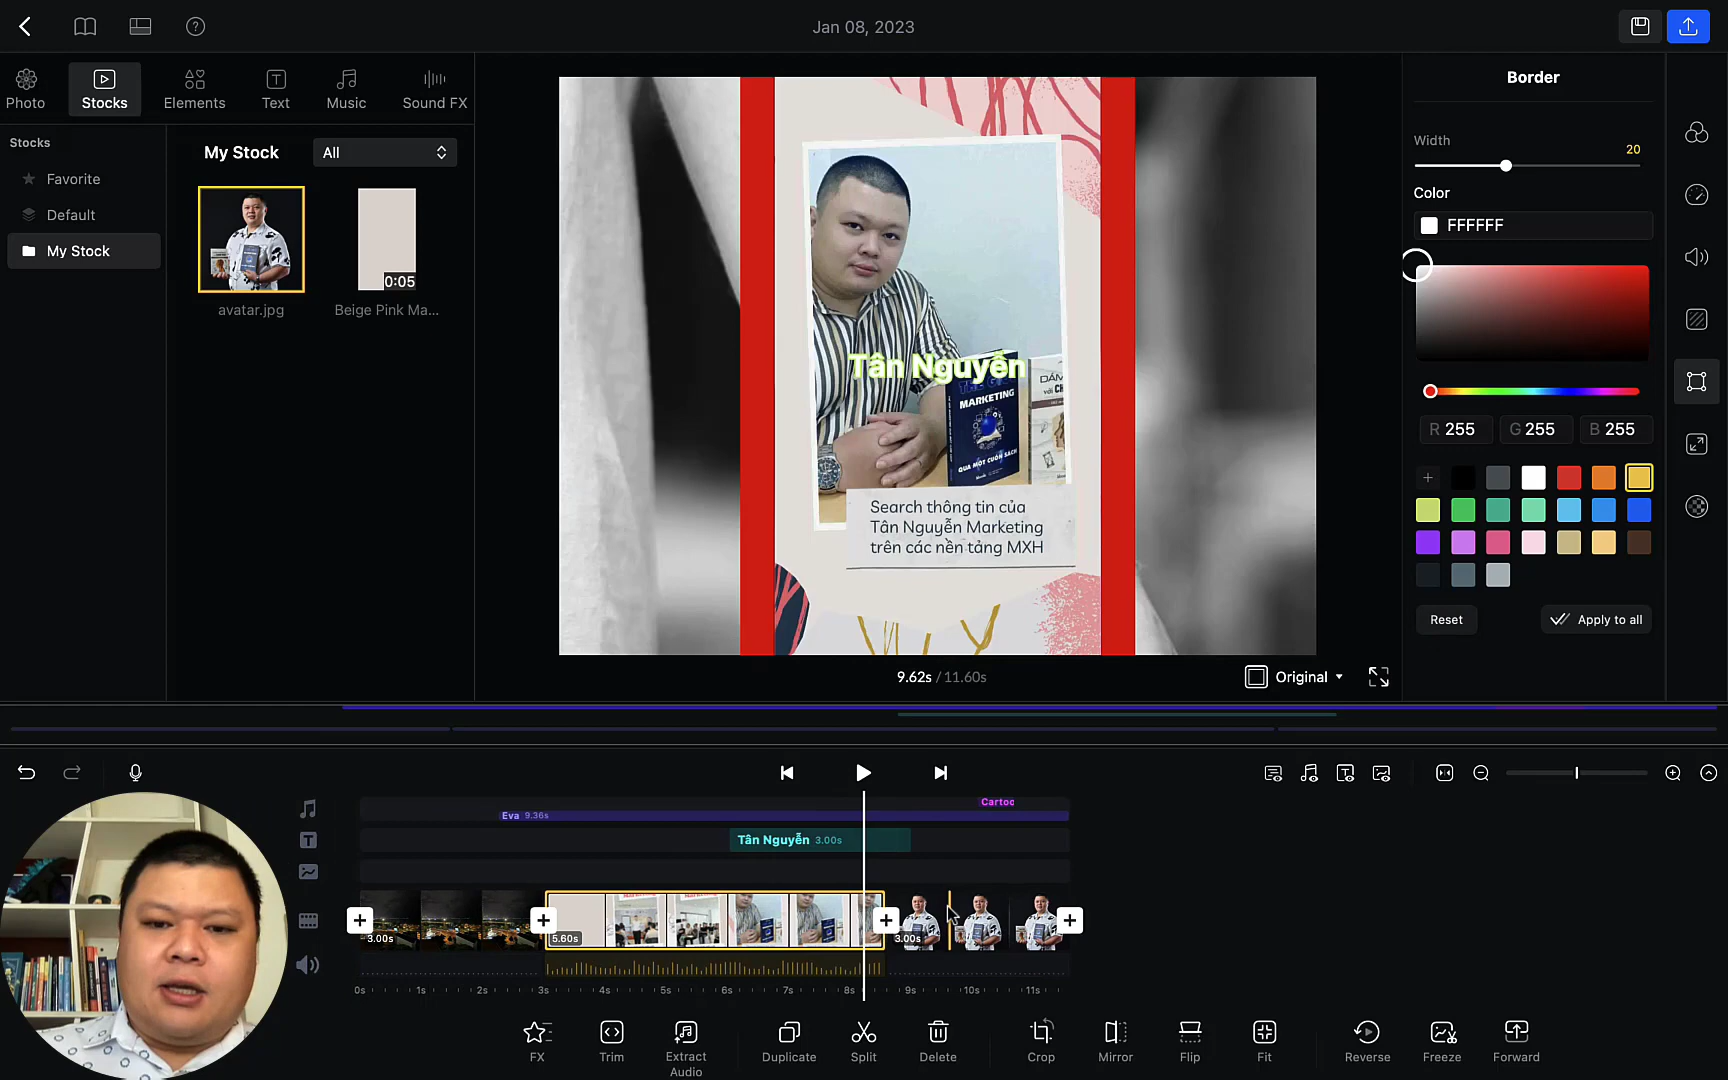 Jan 08, 2023
Photo
Stocks
Elements
Text
Music
Sound FX
Stocks
Favorite
Default
My Stock
My Stock
All
avatar.jpg
0:05
Beige Pink Ma...
Tân Nguyễn
MARKETING
QUA MỘT CUỐN SÁCH
Search thông tin của
Tân Nguyễn Marketing
trên các nền tảng MXH
9.62s / 11.60s
Original
Border
Width
20
Color
FFFFFF
R 255
G 255
B 255
Reset
Apply to all
Cartoc
Eva 9.36s
Tân Nguyễn 3.00s
3.00s
5.60s
3.00s
0s 1s 2s 3s 4s 5s 6s 7s 8s 9s 10s 11s
FX
Trim
Extract
Audio
Duplicate
Split
Delete
Crop
Mirror
Flip
Fit
Reverse
Freeze
Forward